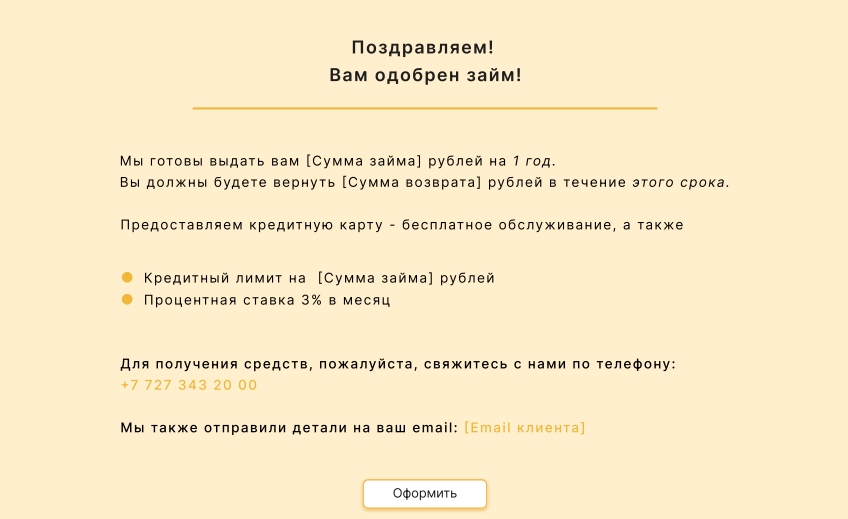 Поздравляем!
Вам одобрен займ!
Мы готовы выдать вам [Сумма займа] рублей на 1 год.
Вы должны будете вернуть [Сумма возврата] рублей в течение этого срока.
Предоставляем кредитную карту - бесплатное обслуживание, а также
Кредитный лимит на [Сумма займа] рублей
Процентная ставка 3% в месяц
Для получения средств, пожалуйста, свяжитесь с нами по телефону:
+7 727 343 20 00
Мы также отправили детали на ваш email: [Email клиента]
Оформить